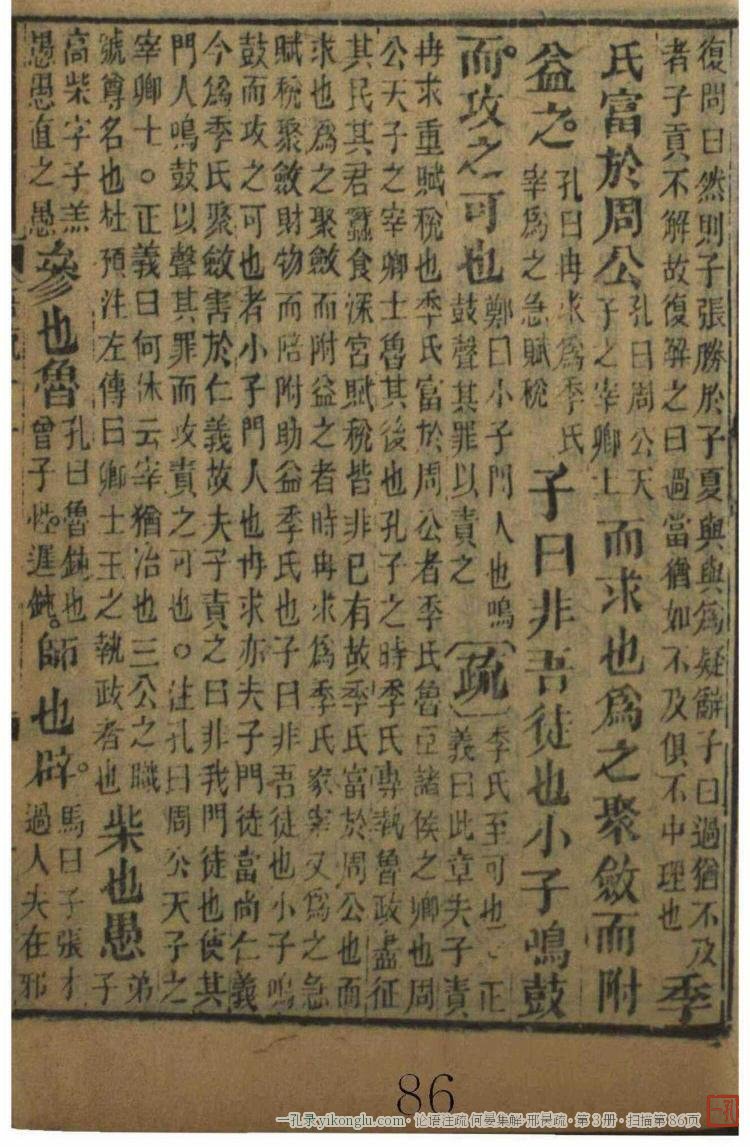 復問曰然則子張勝於子夏與與爲疑辭子曰過猶不及
者子貢不解故復解之曰過當猶如不及俱不中理也
季
氏富於周公
孔曰周公天
子之宰卿士
而求也爲之聚斂而附
益之
孔曰冉求爲季氏
宰爲之急賦稅
子曰非吾徒也小子鳴鼓
而攻之可也
鄭曰小子門人也鳴
鼓聲其罪以責之
疏
季氏至可也○正
義曰此章夫子責
冉求重賦稅也季氏富於周公者季氏魯臣諸侯之卿也周
公天子之宰卿士魯其後也孔子之時季氏專執魯政盡征
其民其君蠶食深宮賦稅皆非己有故季氏富於周公也而
求也爲之聚斂而附益之者時冉求爲季氏家宰又爲之急
賦稅聚斂財物而陪附助益季氏也子曰非吾徒也小子鳴
鼓而攻之可也者小子門人也冉求亦夫子門徒當尚仁義
今爲季氏聚斂害於仁義故夫子責之曰非我門徒也使其
門人鳴鼓以聲其罪而攻責之可也○注孔曰周公天子之
宰卿士○正義曰何休云宰猶冶也三公之職
號尊名也杜預注左傳曰卿士王之執政者也
柴也愚
弟
子
高柴字子羔
愚愚直之愚
參也魯
孔曰魯鈍也
曾子性遲鈍
師也辟
馬曰子張才
過人失在邪
86
一孔录yikonglu.com·论语注疏·何晏集解·邢昺疏·第3册·扫描第86页